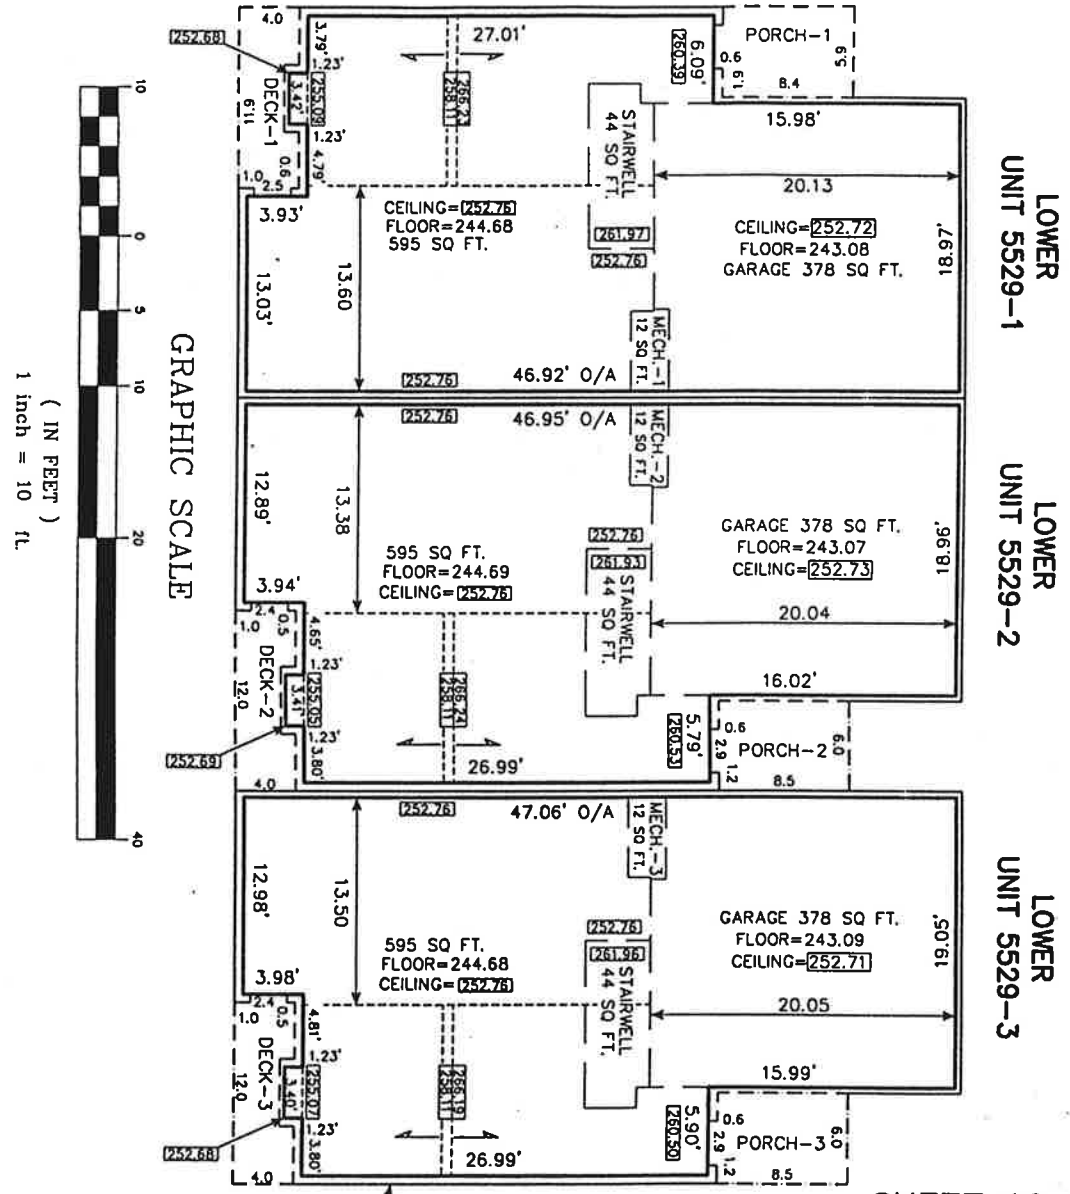 4.0
252.68
3.79'
1.23'
27.01'
266.23
258.11
6.09'
260.39
PORCH-1
5.9
0.6
1.9
8.4
DECK-1
11.9
3.42'
255.09
1.23'
4.79'
0.6
1.0
2.5
3.93'
STAIRWELL
44 SQ FT.
15.98'
20.13
CEILING=252.76
FLOOR=244.68
595 SQ FT.
261.97
252.76
CEILING=252.72
FLOOR=243.08
GARAGE 378 SQ FT.
18.97'
LOWER
UNIT 5529-1
13.03'
13.60
MECH.-1
12 SQ FT.
252.76
46.92' O/A
252.76
46.95' O/A
MECH.-2
12 SQ FT.
12.89'
13.38
595 SQ FT.
FLOOR=244.69
CEILING=252.76
252.76
261.93
STAIRWELL
44 SQ FT.
GARAGE 378 SQ FT.
FLOOR=243.07
CEILING=252.73
18.96'
LOWER
UNIT 5529-2
3.94'
2.4
1.0
0.5
4.65'
1.23'
20.04
16.02'
DECK-2
12.0
3.41'
255.05
1.23'
3.80'
252.69
4.0
266.24
258.11
26.99'
5.79'
260.53
0.6
2.9
1.2
PORCH-2
6.0
8.5
252.76
47.06' O/A
MECH.-3
12 SQ FT.
12.98'
13.50
595 SQ FT.
FLOOR=244.68
CEILING=252.76
252.76
261.96
STAIRWELL
44 SQ FT.
GARAGE 378 SQ FT.
FLOOR=243.09
CEILING=252.71
19.05'
LOWER
UNIT 5529-3
3.98'
2.4
1.0
0.5
4.81'
1.23'
20.05
15.99'
DECK-3
12.0
3.40'
255.07
1.23'
3.80'
252.68
4.0
266.19
258.11
26.99'
5.90'
260.50
0.6
2.9
1.2
PORCH-3
6.0
8.5
GRAPHIC SCALE
10
0
5
10
20
40
( IN FEET )
1 inch = 10 ft.